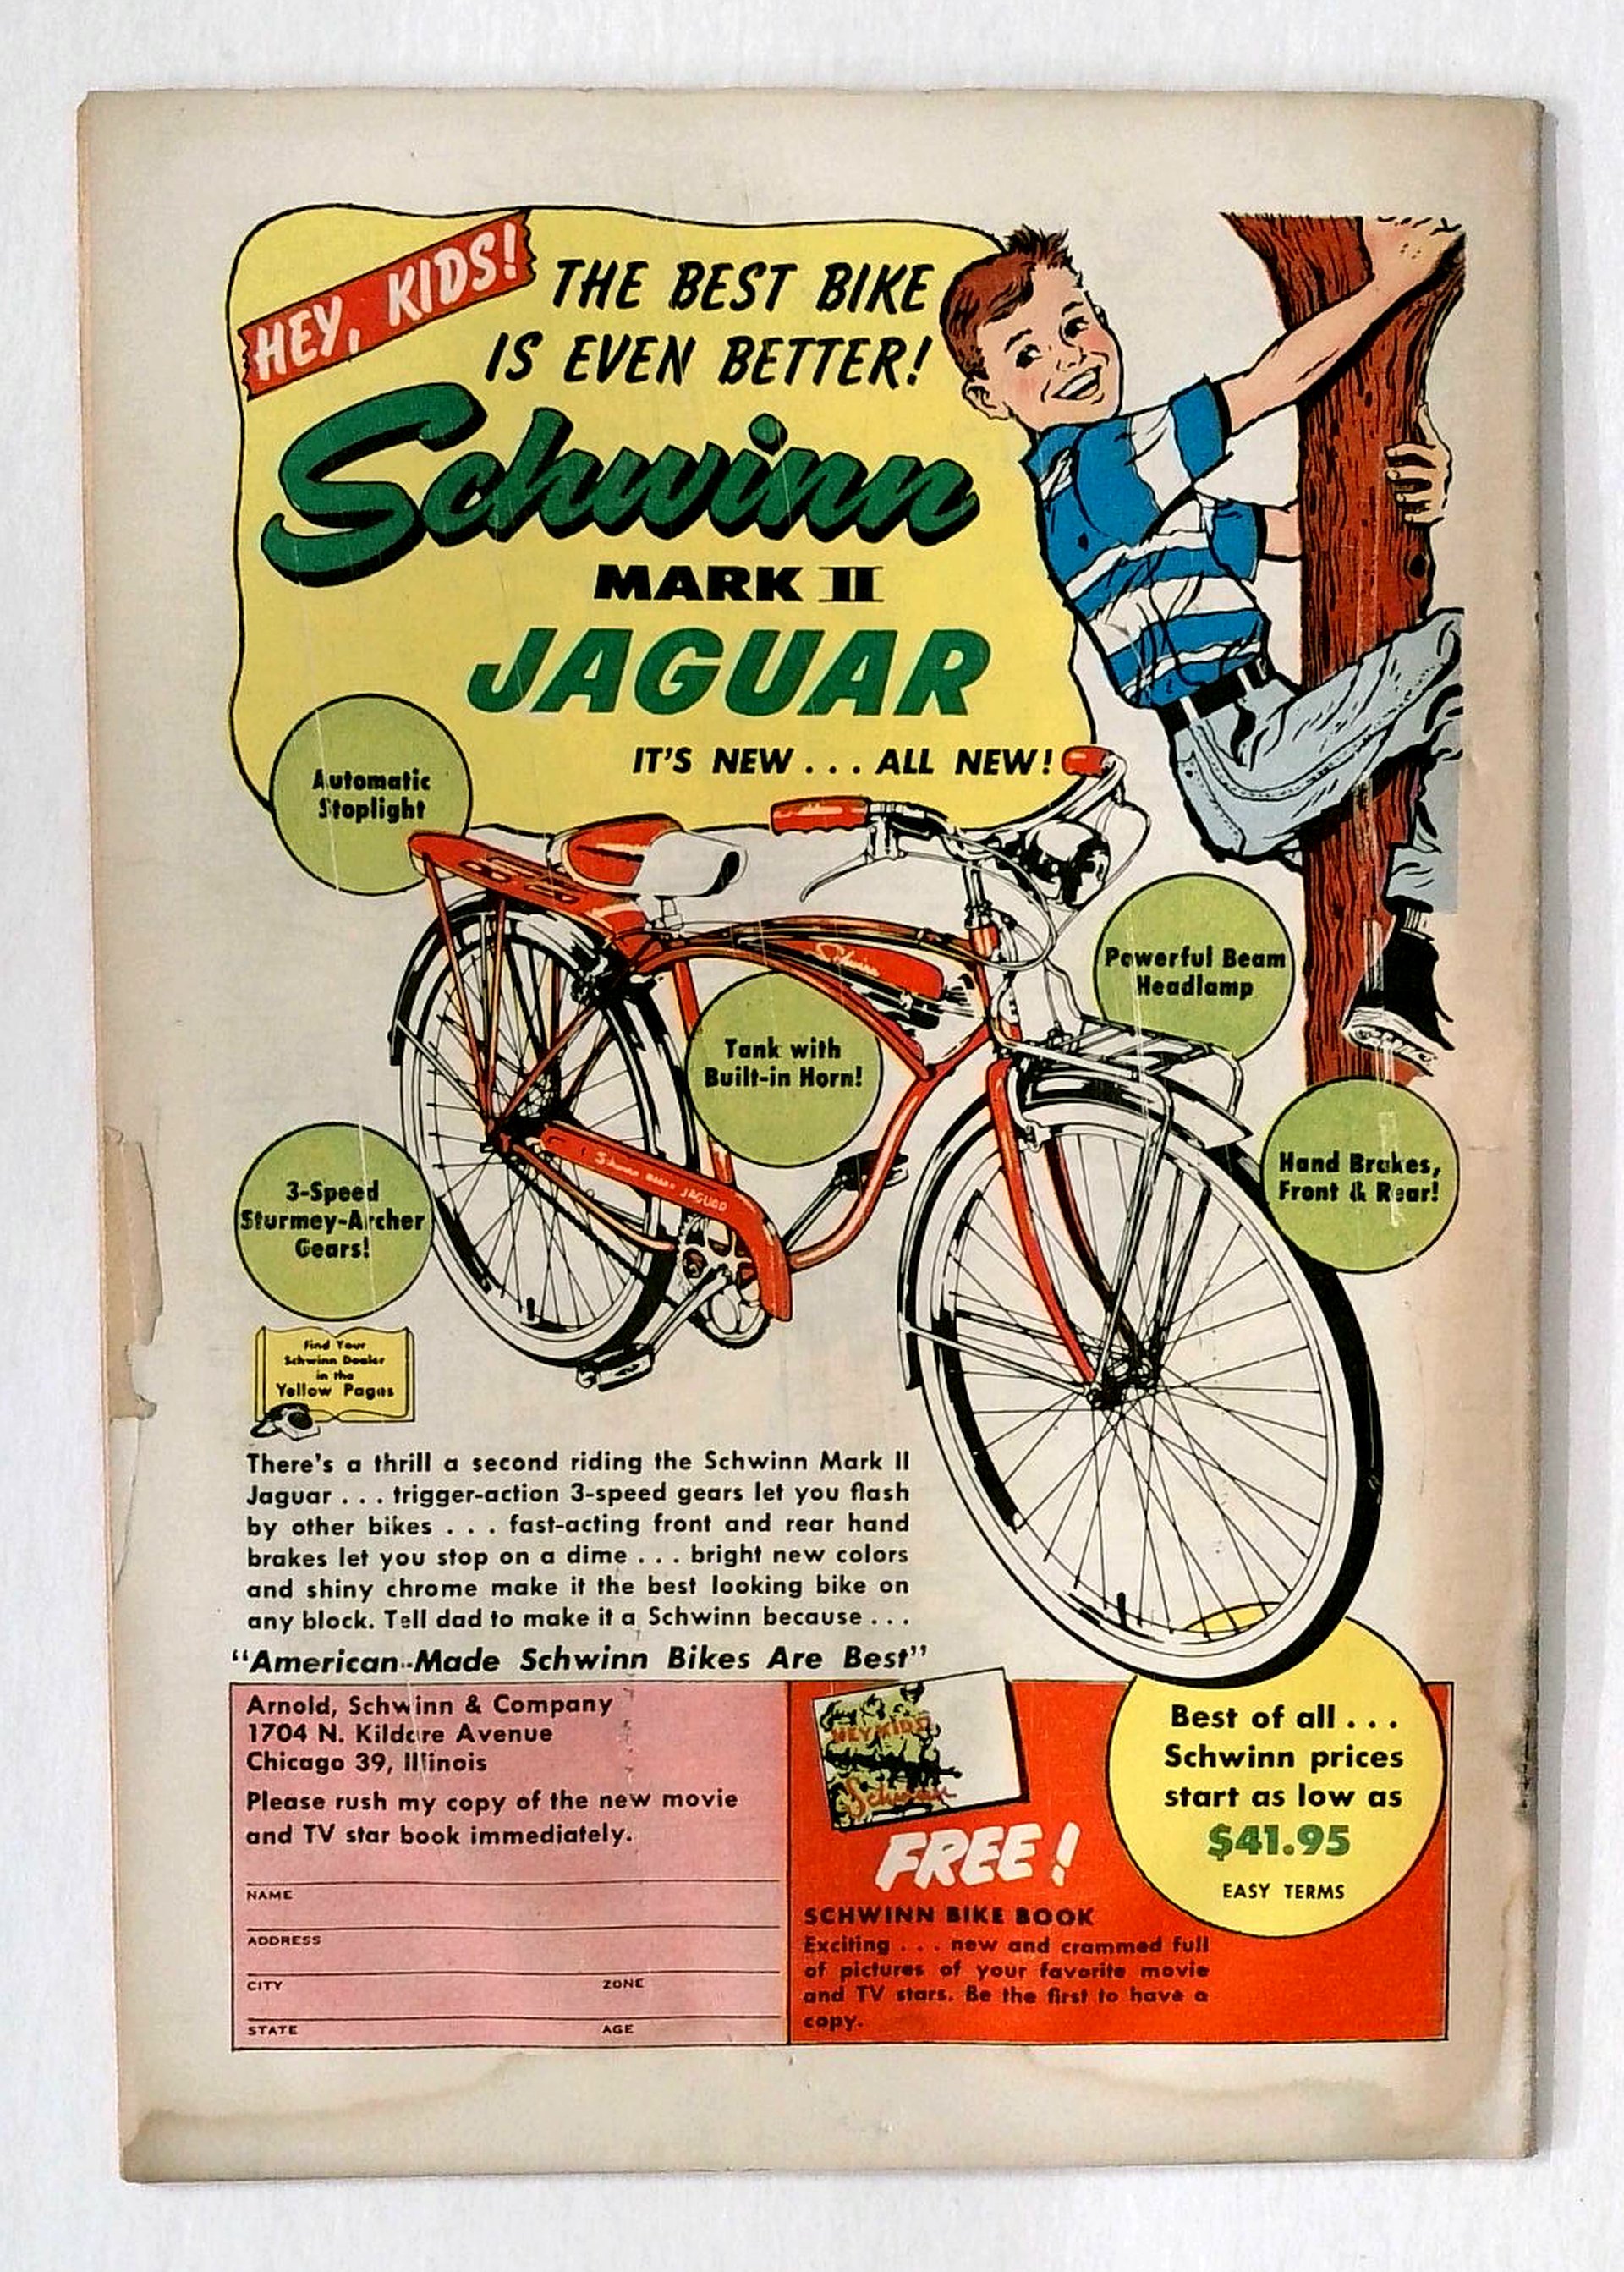 HEY, KIDS!
THE BEST BIKE
IS EVEN BETTER!
Schwinn
MARK II
JAGUAR
IT'S NEW . . . ALL NEW!
Automatic
Stoplight
Powerful Beam
Headlamp
Schwinn
Tank with
Built-in Horn!
Hand Brakes,
Front & Rear!
Schwinn JAGUAR
3-Speed
Sturmey-Archer
Gears!
Find Your
Schwinn Dealer
in the
Yellow Pages
There's a thrill a second riding the Schwinn Mark II
Jaguar . . . trigger-action 3-speed gears let you flash
by other bikes . . . fast-acting front and rear hand
brakes let you stop on a dime . . . bright new colors
and shiny chrome make it the best looking bike on
any block. Tell dad to make it a Schwinn because . . .
"American-Made Schwinn Bikes Are Best"
Arnold, Schwinn & Company
1704 N. Kildare Avenue
Chicago 39, Illinois
Please rush my copy of the new movie
and TV star book immediately.
NAME
ADDRESS
CITY ZONE
STATE AGE
HEY KIDS
Schwinn
FREE!
SCHWINN BIKE BOOK
Exciting . . . new and crammed full
of pictures of your favorite movie
and TV stars. Be the first to have a
copy.
Best of all . . .
Schwinn prices
start as low as
$41.95
EASY TERMS